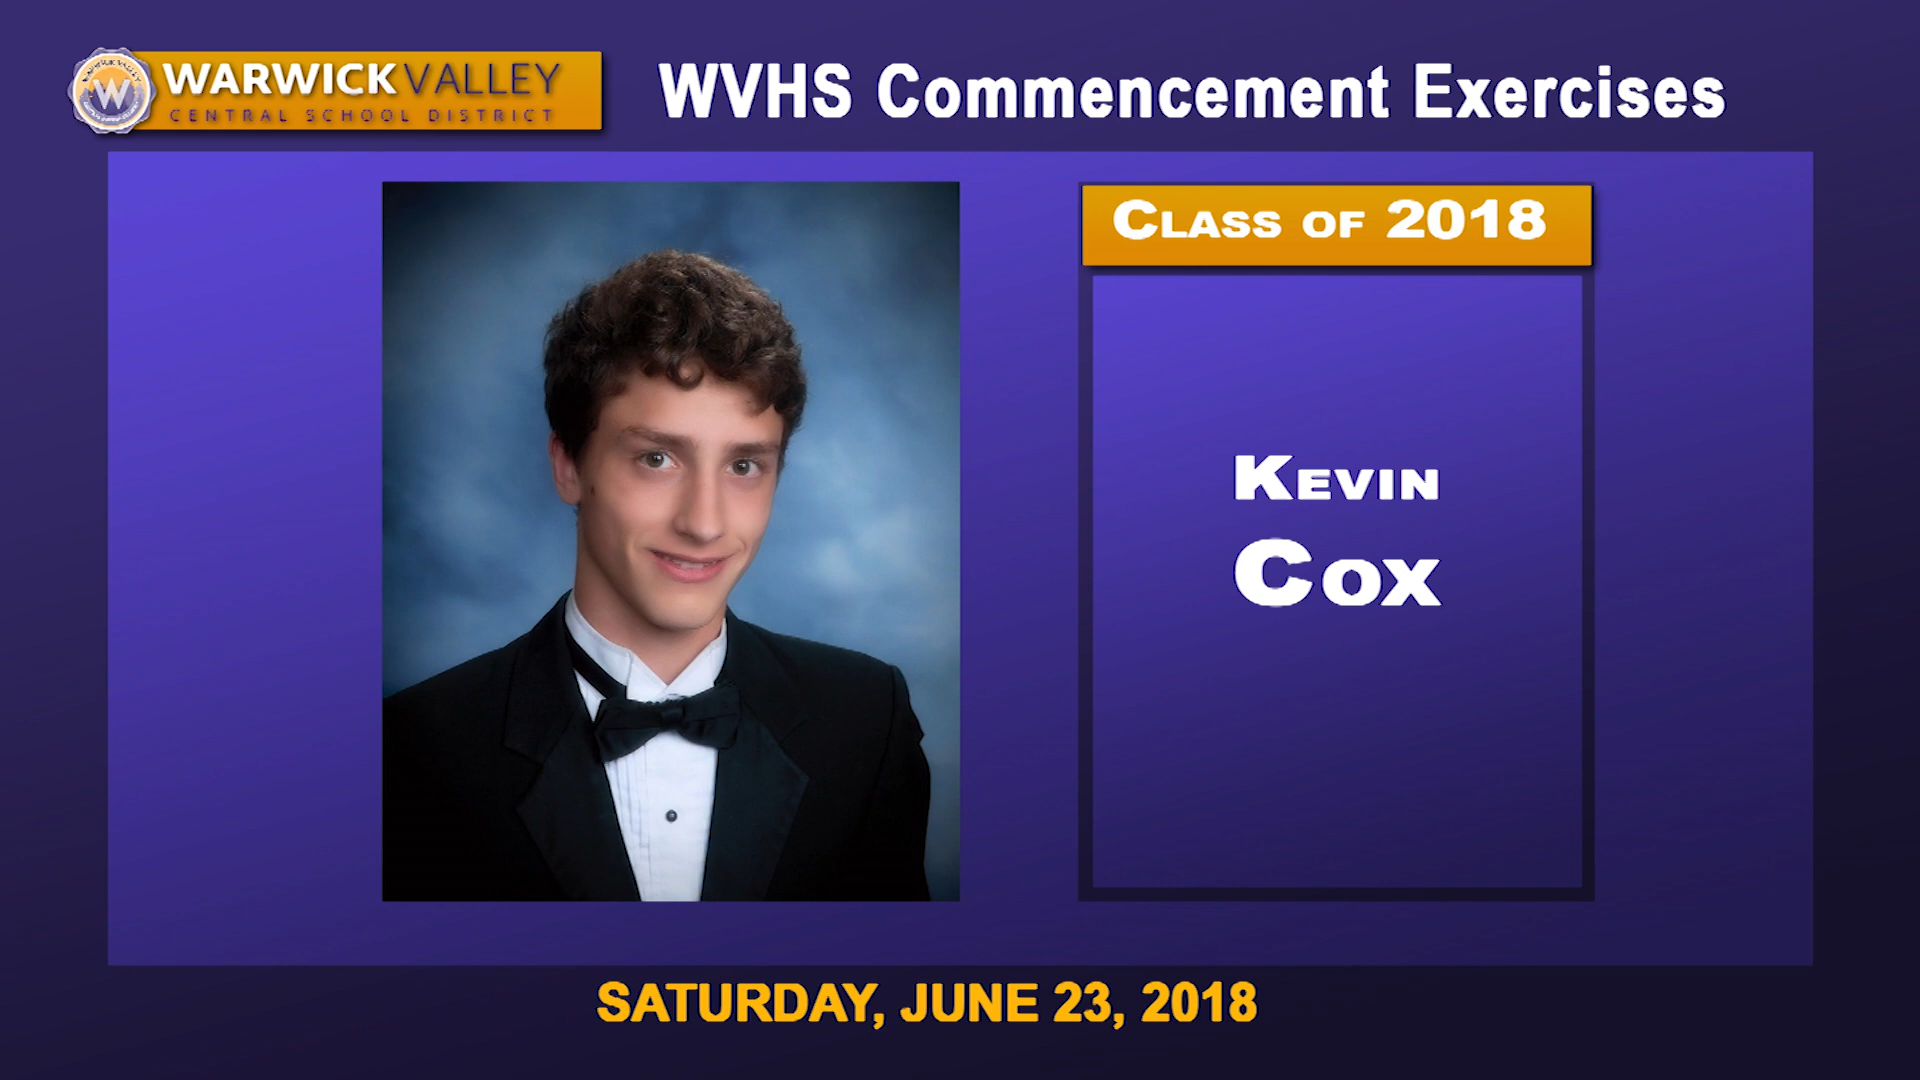 WARWICK VALLEY
CENTRAL SCHOOL DISTRICT
WVHS Commencement Exercises
CLASS OF 2018
KEVIN
COX
SATURDAY, JUNE 23, 2018